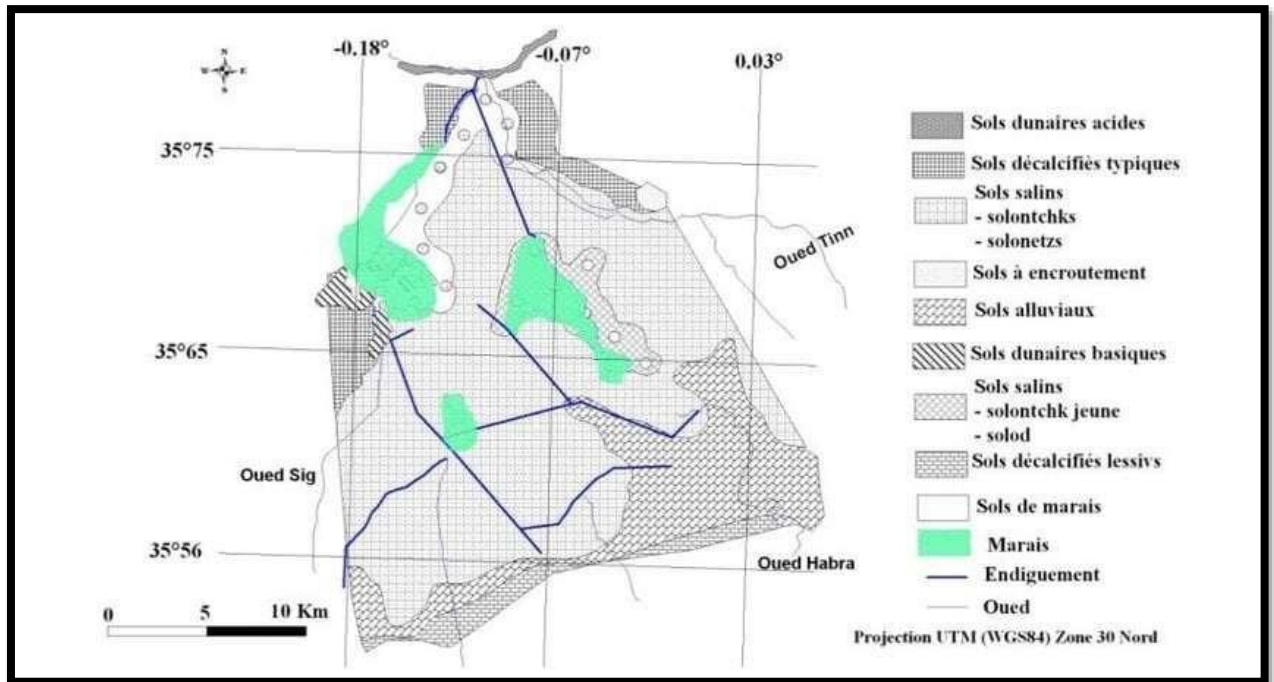 -0.18°
-0.07°
0.03°
N
W
E
S
35°75
35°65
35°56
Oued Tinn
Oued Sig
Oued Habra
0 5 10 Km
Sols dunaires acides
Sols décalcifiès typiques
Sols salins
- solontchks
- solonetzs
Sols à encroutement
Sols alluviaux
Sols dunaires basiques
Sols salins
- solontchk jeune
- solod
Sols décalcifiés lessivs
Sols de marais
Marais
Endiguement
Oued
Projection UTM (WGS84) Zone 30 Nord